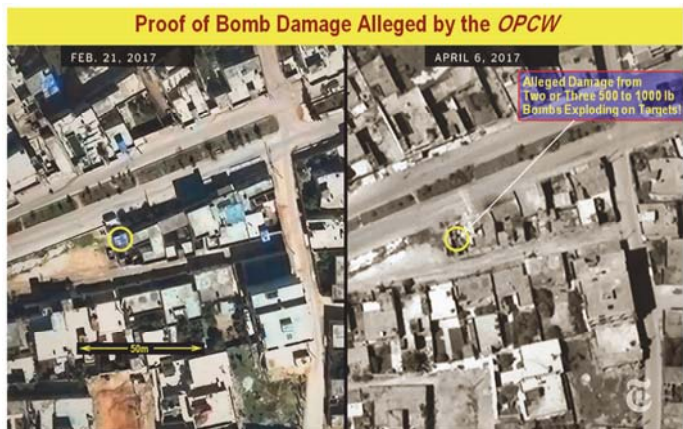 Proof of Bomb Damage Alleged by the OPCW
FEB. 21, 2017
APRIL 6, 2017
Alleged Damage from
Two or Three 500 to 1000 lb
Bombs Exploding on Targets!
50m
T